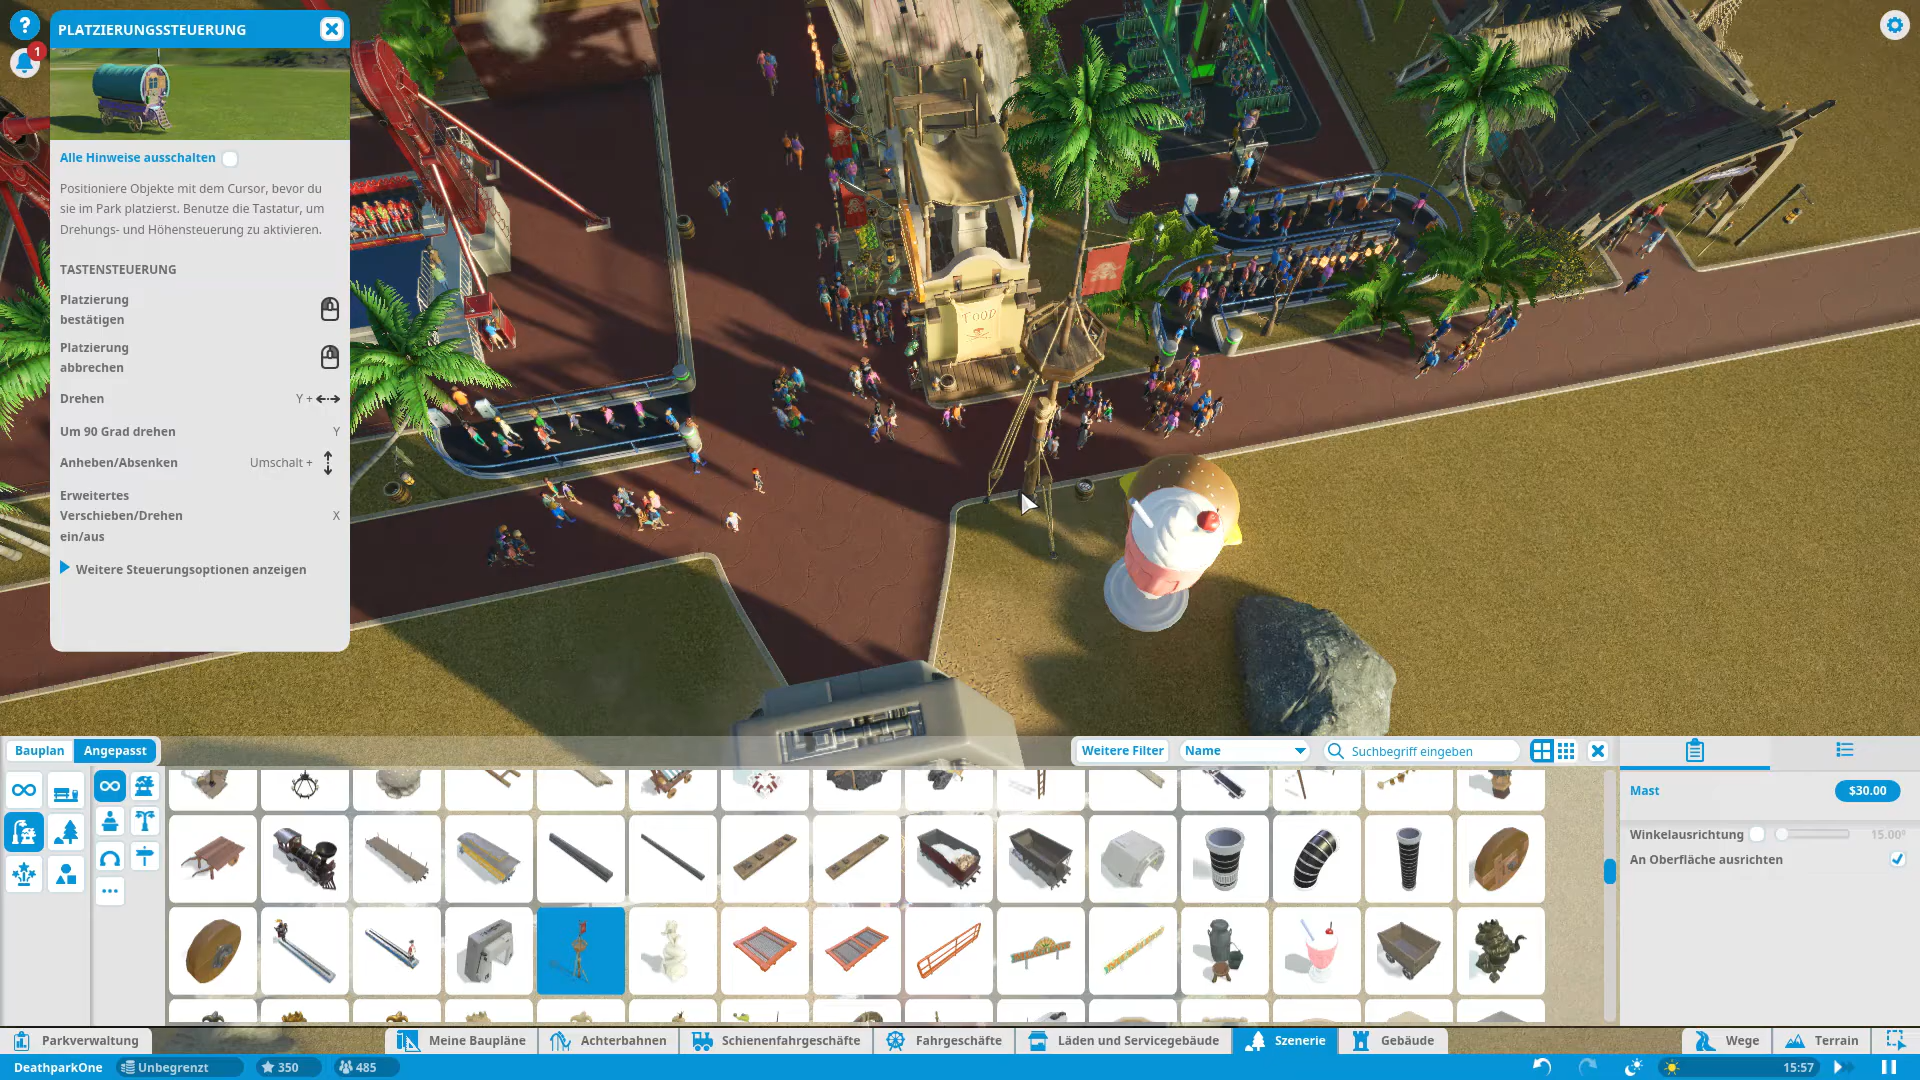 ?
PLATZIERUNGSSTEUERUNG
1
Alle Hinweise ausschalten
Positioniere Objekte mit dem Cursor, bevor du
sie im Park platzierst. Benutze die Tastatur, um
Drehungs- und Höhensteuerung zu aktivieren.
TASTENSTEUERUNG
Platzierung
bestätigen
Platzierung
abbrechen
Drehen Y +
Um 90 Grad drehen Y
Anheben/Absenken Umschalt +
Erweitertes
Verschieben/Drehen X
ein/aus
Weitere Steuerungsoptionen anzeigen
FOOD
Bauplan Angepasst
Weitere Filter Name Suchbegriff eingeben
Mast $30.00
Winkelausrichtung 15.00°
An Oberfläche ausrichten
Parkverwaltung Meine Baupläne Achterbahnen Schienenfahrgeschäfte Fahrgeschäfte Läden und Servicegebäude Szenerie Gebäude Wege Terrain
DeathparkOne Unbegrenzt 350 485 15:57